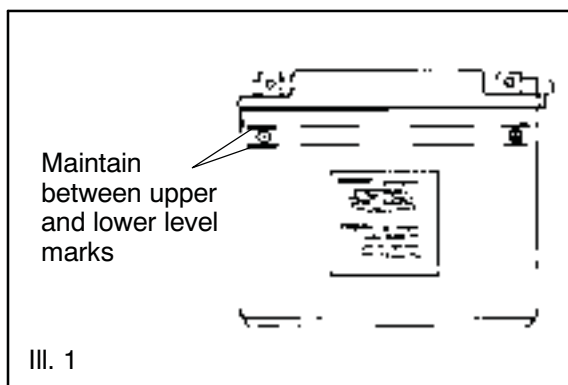 Maintain
between upper
and lower level
marks
Ill. 1